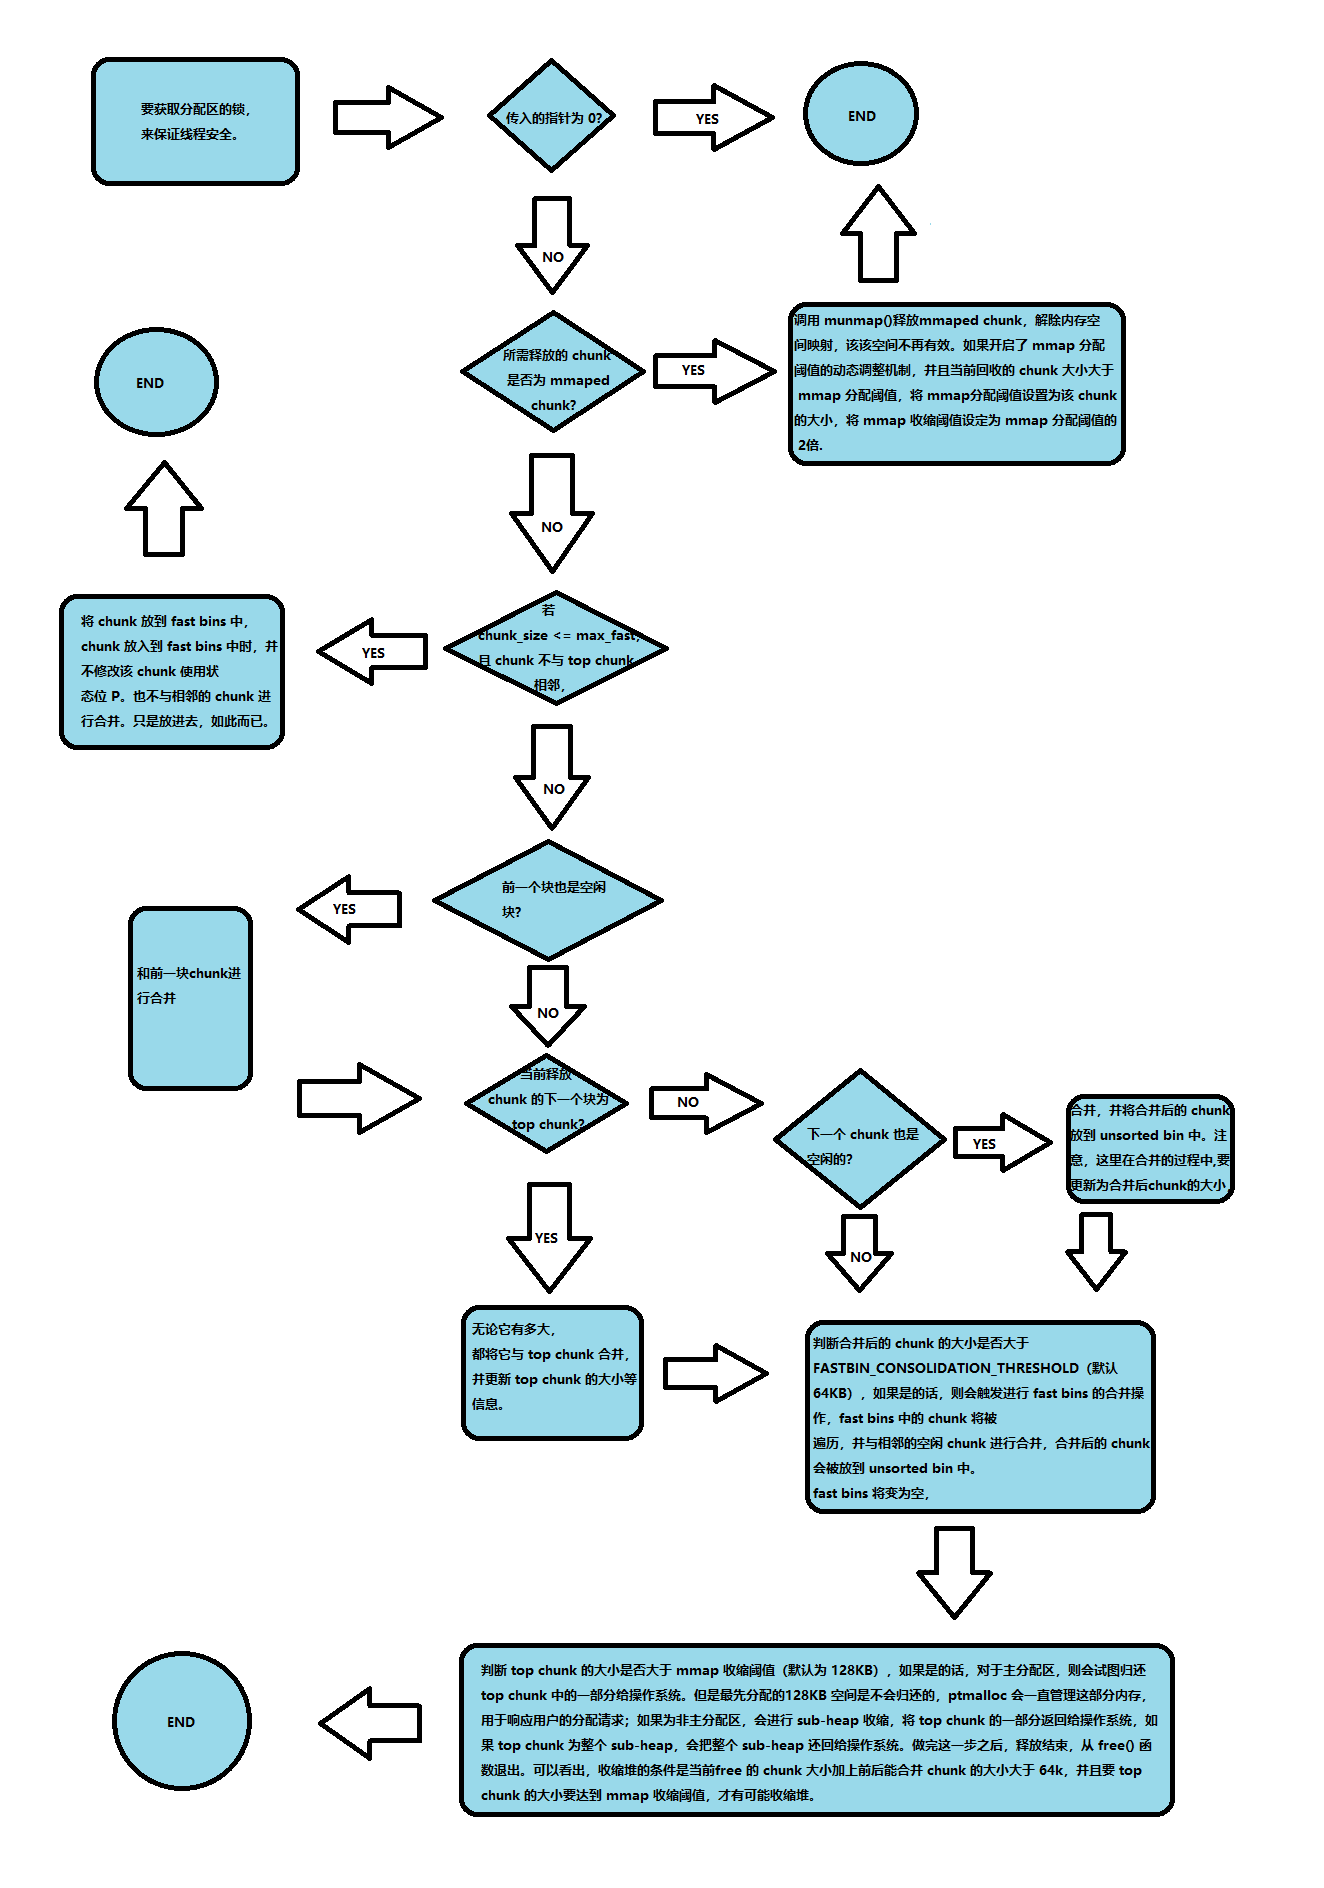 要获取分配区的锁，
来保证线程安全。
传入的指针为 0?
YES
END
NO
所需释放的 chunk
是否为 mmaped
chunk?
YES
调用 munmap()释放mmaped chunk，解除内存空
间映射，该该空间不再有效。如果开启了 mmap 分配
阈值的动态调整机制，并且当前回收的 chunk 大小大于
mmap 分配阈值，将 mmap分配阈值设置为该 chunk
的大小，将 mmap 收缩阈值设定为 mmap 分配阈值的
2倍.
END
NO
若
chunk_size <= max_fast，
且 chunk 不与 top chunk
相邻，
YES
将 chunk 放到 fast bins 中，
chunk 放入到 fast bins 中时，并
不修改该 chunk 使用状
态位 P。也不与相邻的 chunk 进
行合并。只是放进去，如此而已。
NO
前一个块也是空闲
块?
YES
和前一块chunk进
行合并
NO
当前释放
chunk 的下一个块为
top chunk?
NO
下一个 chunk 也是
空闲的?
YES
合并，并将合并后的 chunk
放到 unsorted bin 中。注
意，这里在合并的过程中,要
更新为合并后chunk的大小，
YES
NO
无论它有多大，
都将它与 top chunk 合并，
并更新 top chunk 的大小等
信息。
判断合并后的 chunk 的大小是否大于
FASTBIN_CONSOLIDATION_THRESHOLD（默认
64KB），如果是的话，则会触发进行 fast bins 的合并操
作，fast bins 中的 chunk 将被
遍历，并与相邻的空闲 chunk 进行合并，合并后的 chunk
会被放到 unsorted bin 中。
fast bins 将变为空，
判断 top chunk 的大小是否大于 mmap 收缩阈值（默认为 128KB），如果是的话，对于主分配区，则会试图归还
top chunk 中的一部分给操作系统。但是最先分配的128KB 空间是不会归还的，ptmalloc 会一直管理这部分内存，
用于响应用户的分配请求；如果为非主分配区，会进行 sub-heap 收缩，将 top chunk 的一部分返回给操作系统，如
果 top chunk 为整个 sub-heap，会把整个 sub-heap 还回给操作系统。做完这一步之后，释放结束，从 free() 函
数退出。可以看出，收缩堆的条件是当前free 的 chunk 大小加上前后能合并 chunk 的大小大于 64k，并且要 top
chunk 的大小要达到 mmap 收缩阈值，才有可能收缩堆。
END